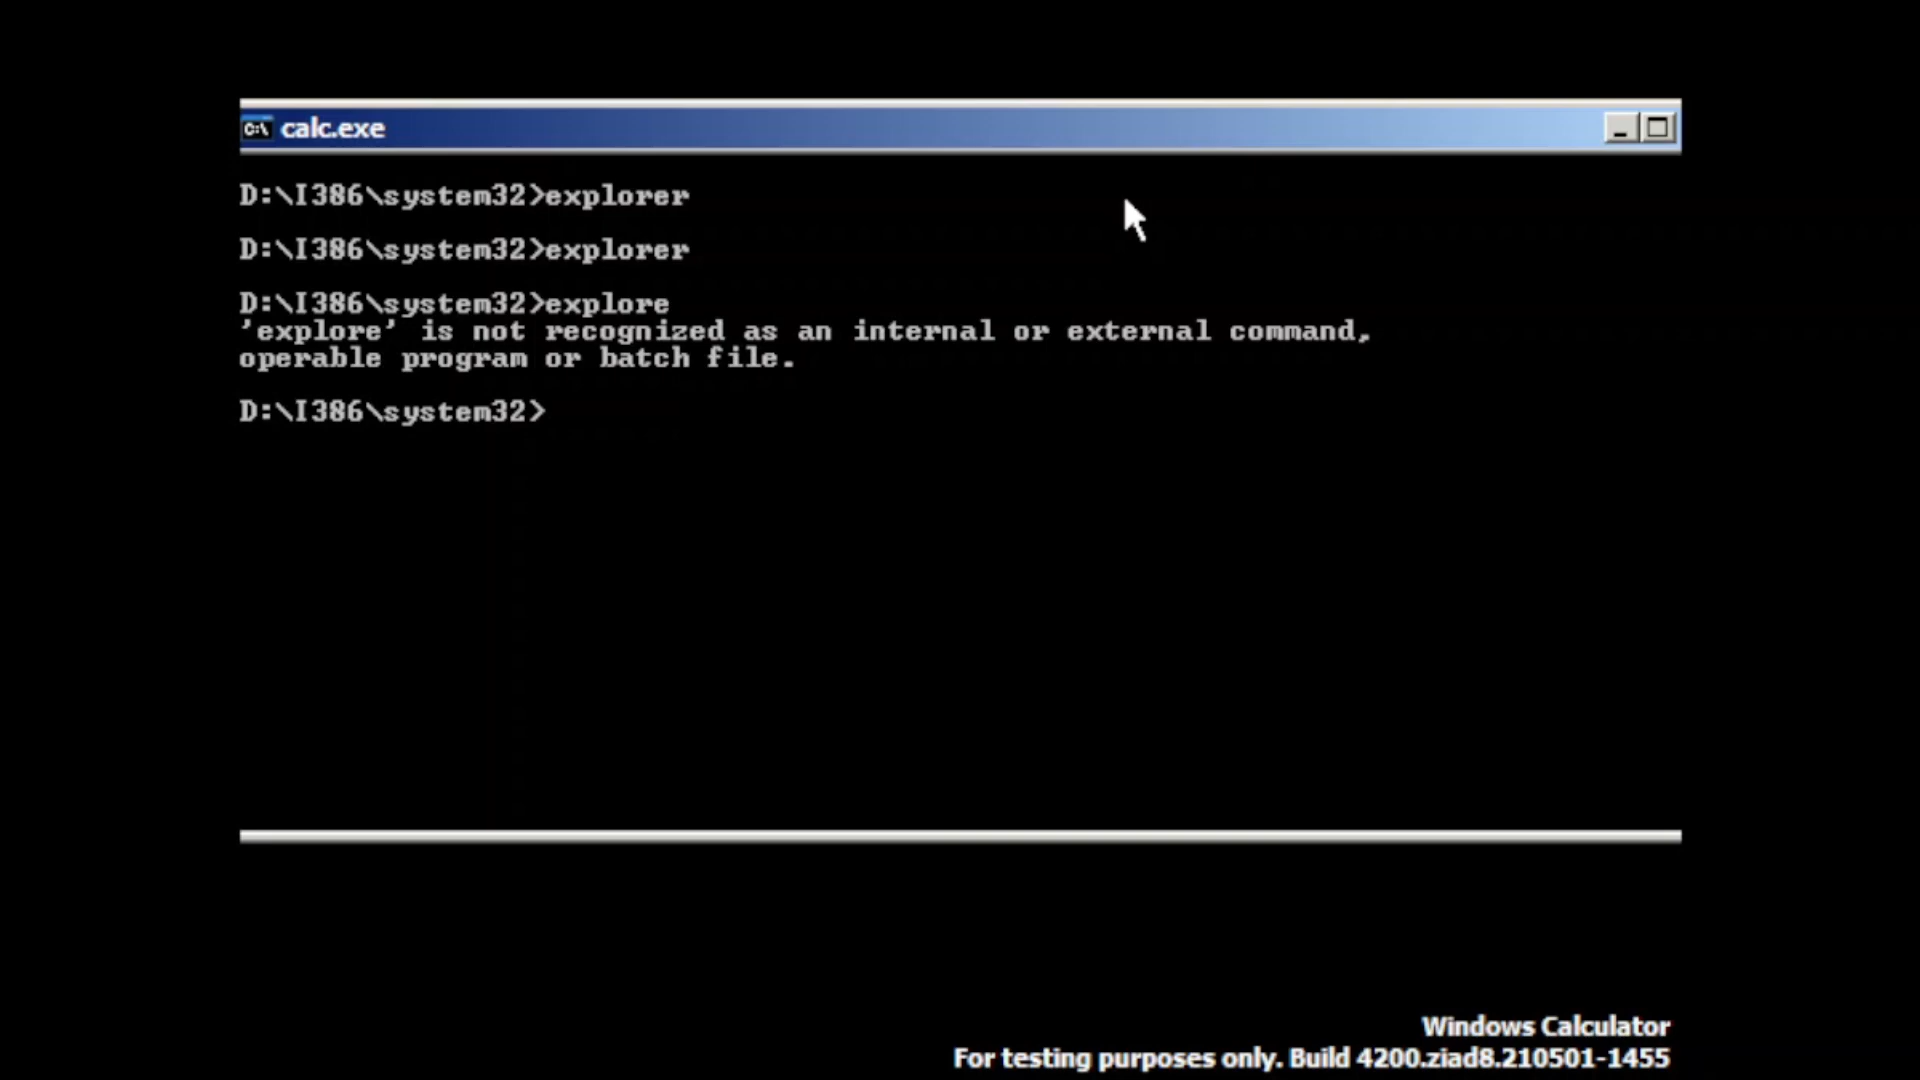 C:\ calc.exe
D:\I386\system32>explorer
D:\I386\system32>explorer
D:\I386\system32>explore
'explore' is not recognized as an internal or external command,
operable program or batch file.
D:\I386\system32>
Windows Calculator
For testing purposes only. Build 4200.ziad8.210501-1455